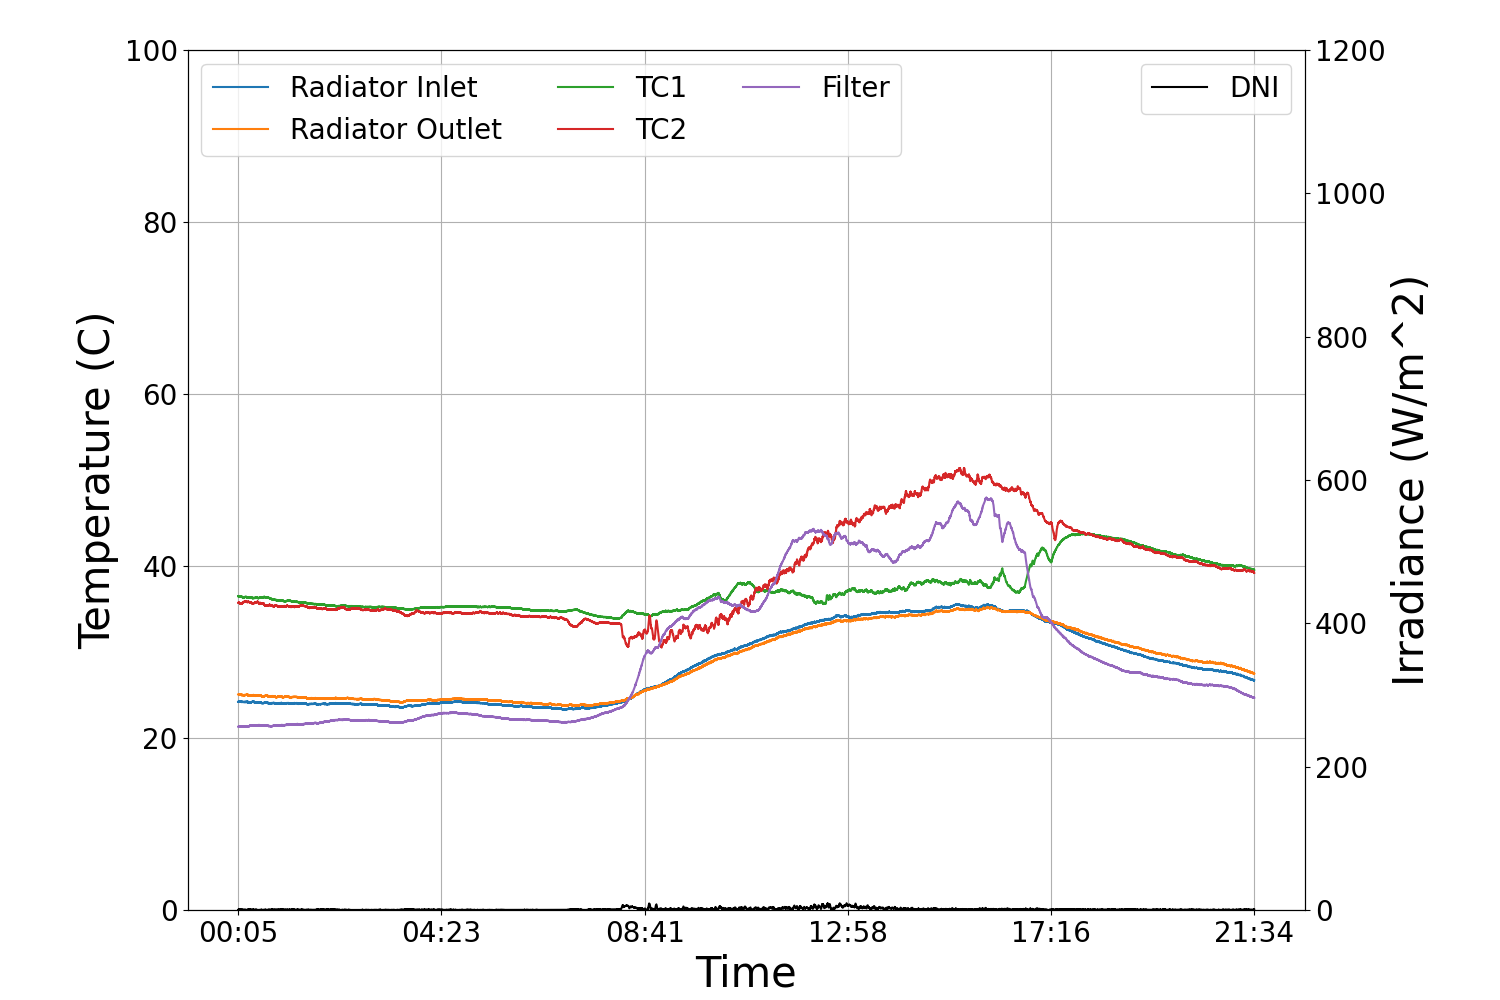 Radiator Inlet
Radiator Outlet
TC1
TC2
Filter
DNI
100
80
60
40
20
0
Temperature (C)
1200
1000
800
600
400
200
0
Irradiance (W/m^2)
00:05 04:23 08:41 12:58 17:16 21:34
Time